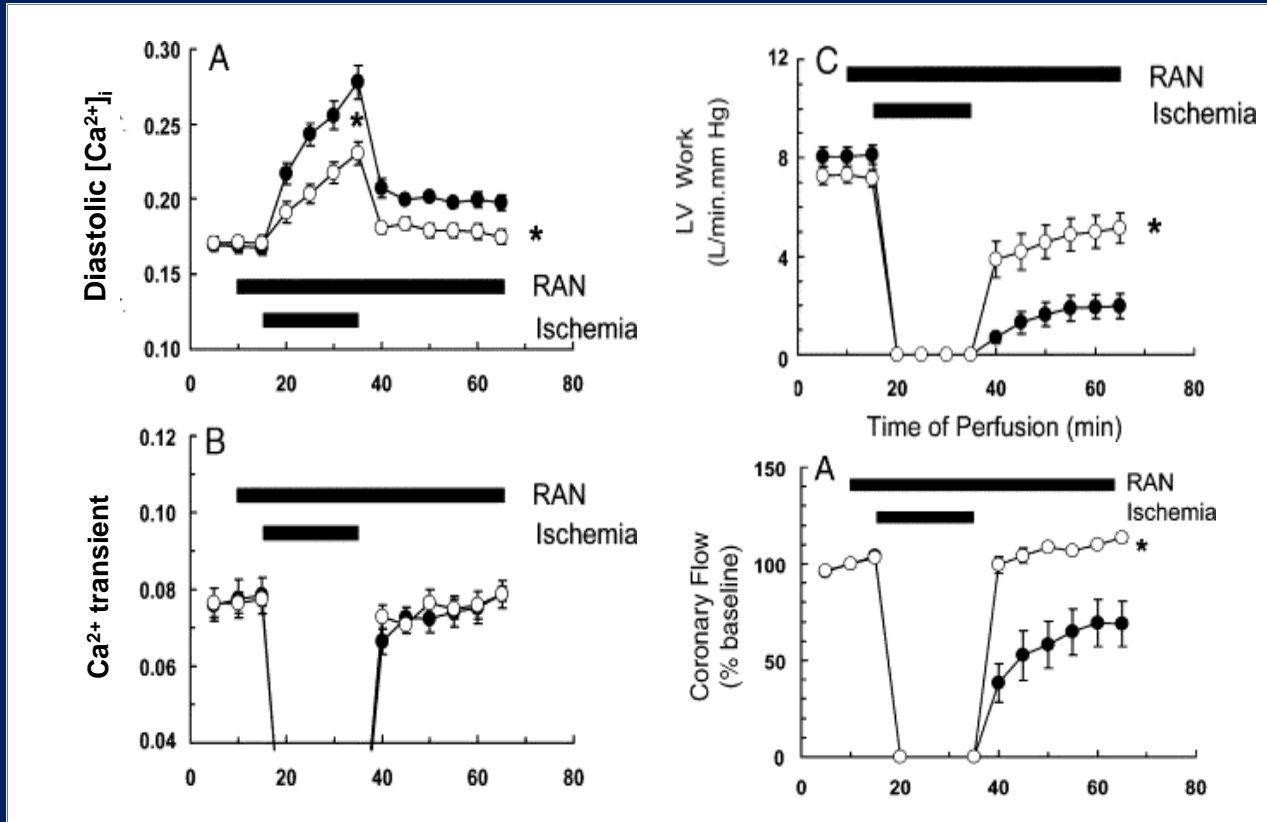 A
Diastolic [Ca²⁺]ᵢ
0.30
0.25
0.20
0.15
0.10
*
*
RAN
Ischemia
0 20 40 60 80
B
Ca²⁺ transient
0.12
0.10
0.08
0.06
0.04
RAN
Ischemia
0 20 40 60 80
C
LV Work
(L/min.mm Hg)
12
8
4
0
RAN
Ischemia
*
0 20 40 60 80
Time of Perfusion (min)
A
Coronary Flow
(% baseline)
150
100
50
0
RAN
Ischemia
*
0 20 40 60 80